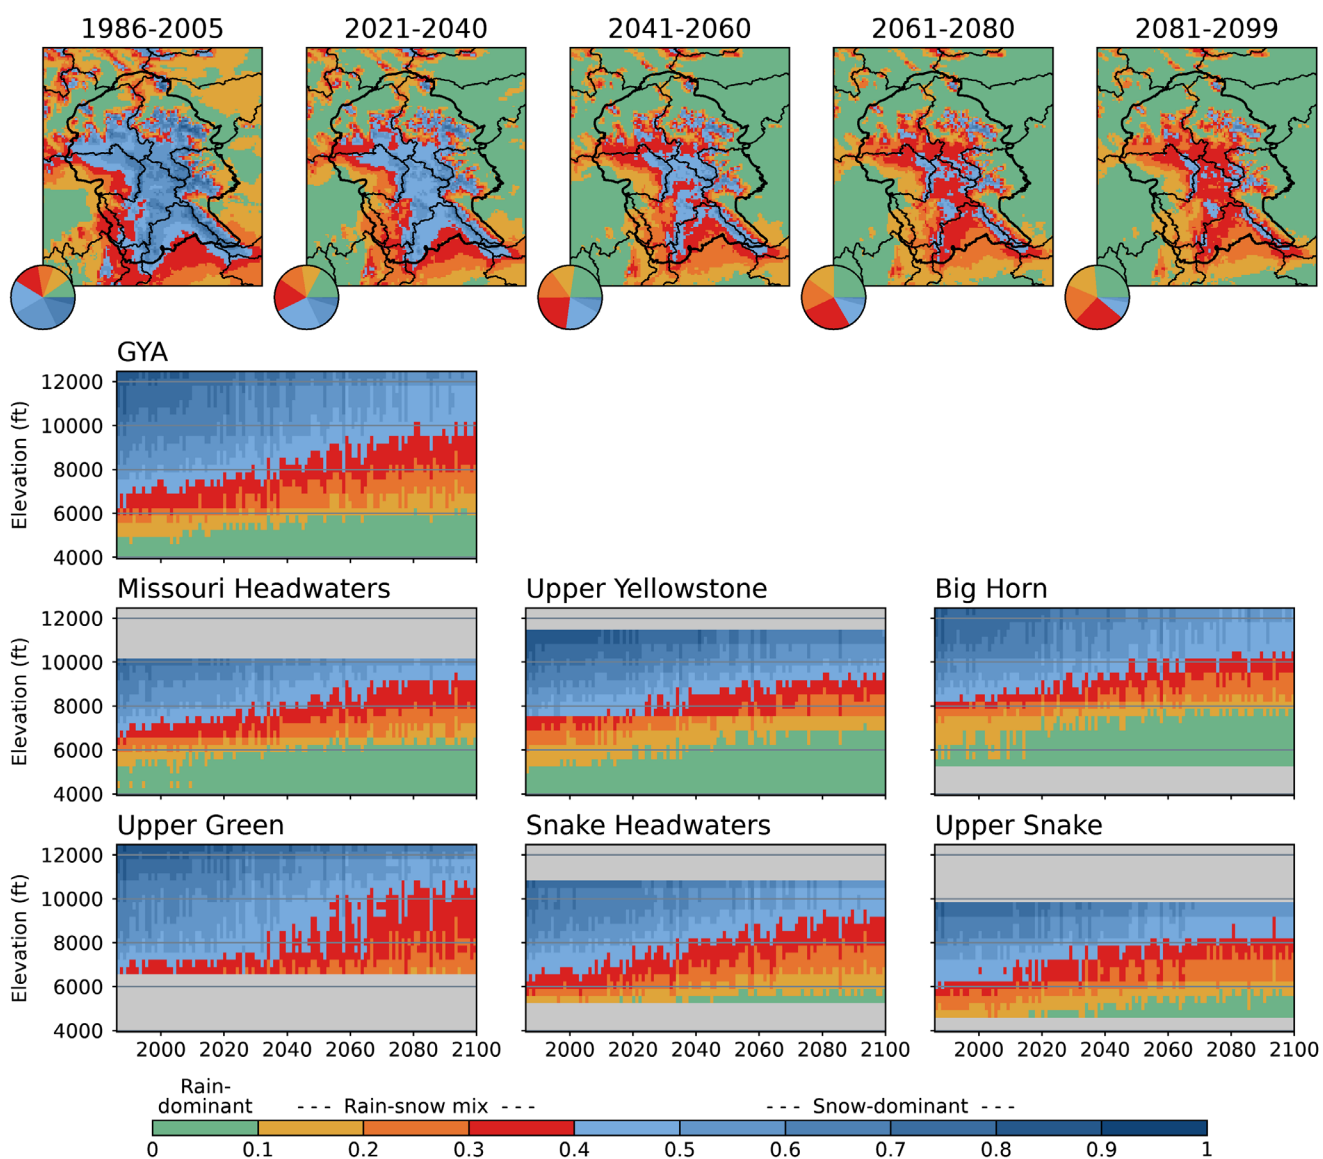 1986-2005 2021-2040 2041-2060 2061-2080 2081-2099
GYA
Elevation (ft)
12000
10000
8000
6000
4000
Missouri Headwaters Upper Yellowstone Big Horn
Elevation (ft)
12000
10000
8000
6000
4000
Upper Green Snake Headwaters Upper Snake
Elevation (ft)
12000
10000
8000
6000
4000
2000 2020 2040 2060 2080 2100 2000 2020 2040 2060 2080 2100 2000 2020 2040 2060 2080 2100
Rain-
dominant --- Rain-snow mix --- --- Snow-dominant ---
0 0.1 0.2 0.3 0.4 0.5 0.6 0.7 0.8 0.9 1